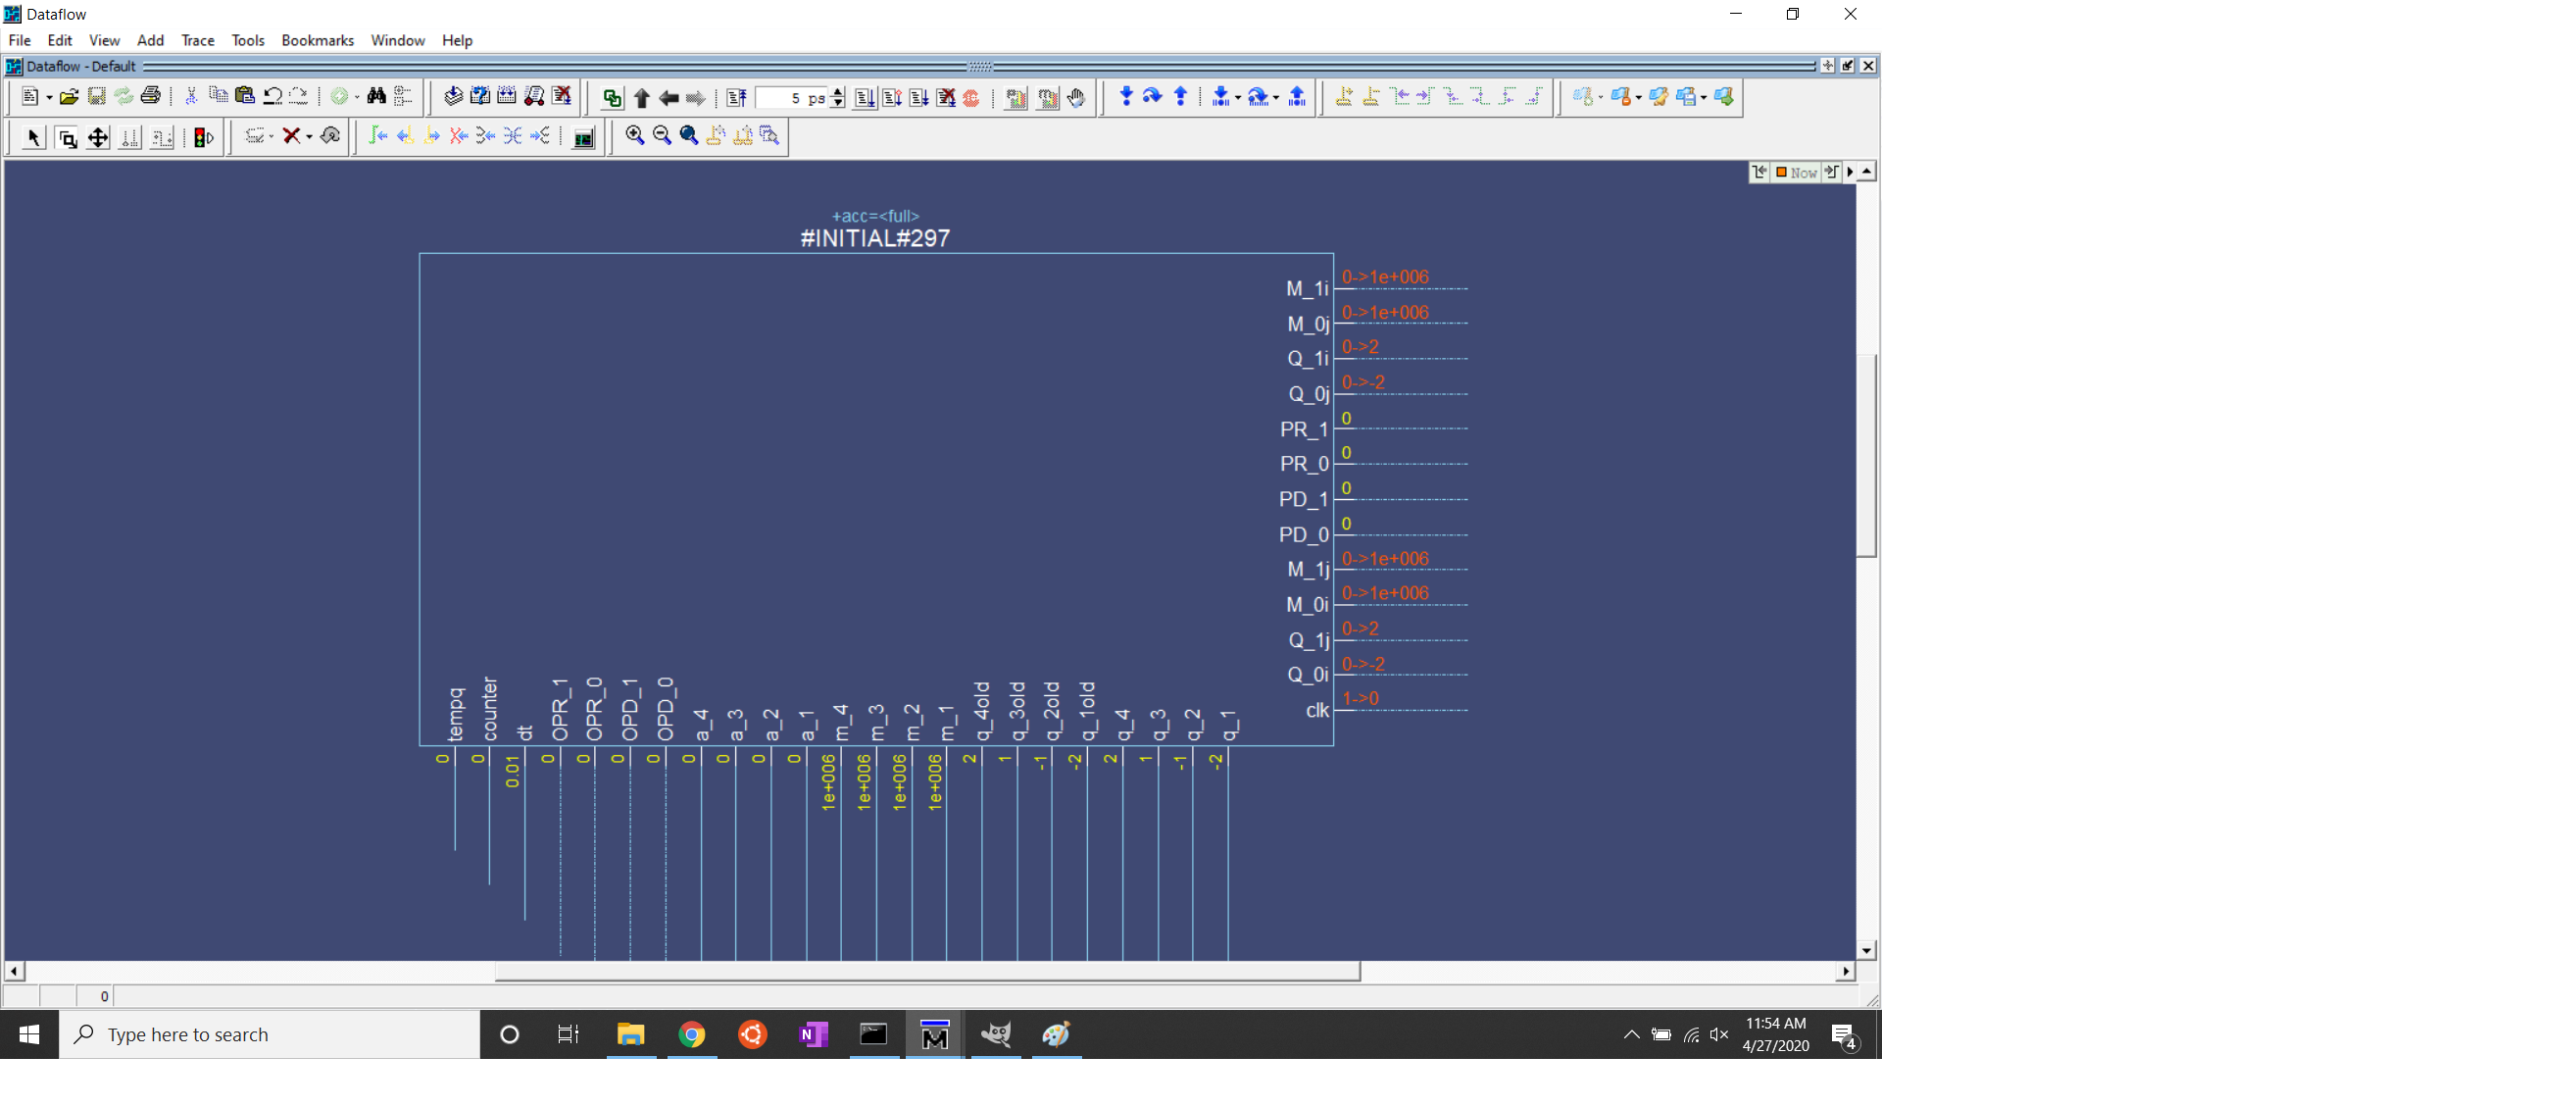 Dataflow
File Edit View Add Trace Tools Bookmarks Window Help
Dataflow - Default
5 ps
Now
+acc=<full>
#INITIAL#297
M_1i 0->1e+006
M_0j 0->1e+006
Q_1i 0->2
Q_0j 0->-2
PR_1 0
PR_0 0
PD_1 0
PD_0 0
M_1j 0->1e+006
M_0i 0->1e+006
Q_1j 0->2
Q_0i 0->-2
clk 1->0
tempq counter dt OPR_1 OPR_0 OPD_1 OPD_0 a_4 a_3 a_2 a_1 m_4 m_3 m_2 m_1 q_4old q_3old q_2old q_1old q_4 q_3 q_2 q_1
0 0 0.01 0 0 0 0 0 0 0 0 1e+006 1e+006 1e+006 1e+006 2 1 -1 -2 2 1 -1 -2
0
Type here to search
N
M
11:54 AM
4/27/2020
4